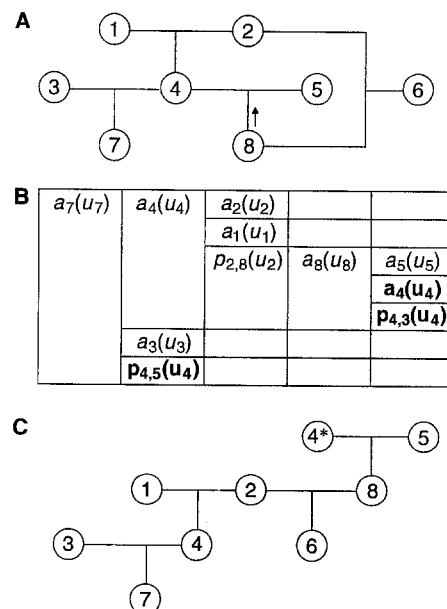 A
1 2
3 4 5 6
7 8
B
a₇(u₇) a₄(u₄) a₂(u₂)
a₁(u₁)
p₂,₈(u₂) a₈(u₈) a₅(u₅)
a₄(u₄)
p₄,₃(u₄)
a₃(u₃)
p₄,₅(u₄)
C
4* 5
1 2 8
3 4 6
7